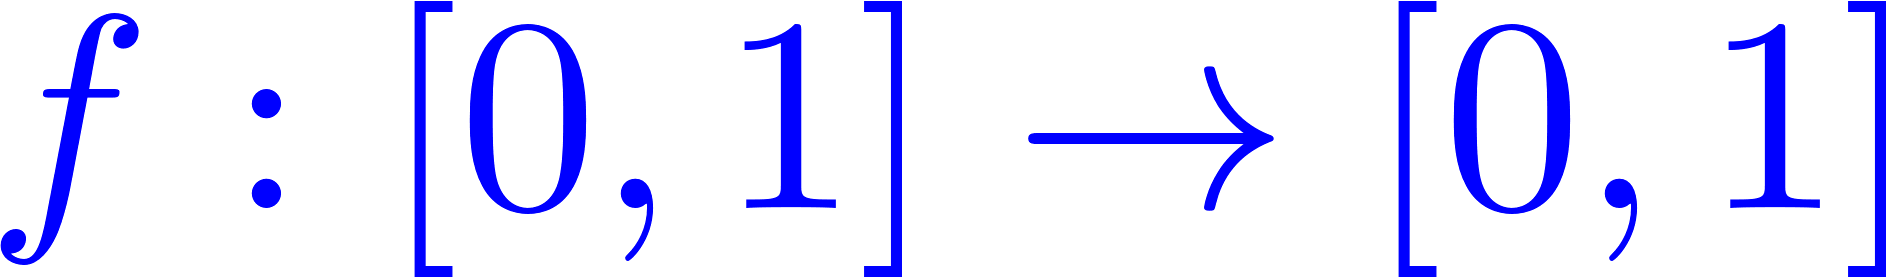 f : [0, 1] → [0, 1]